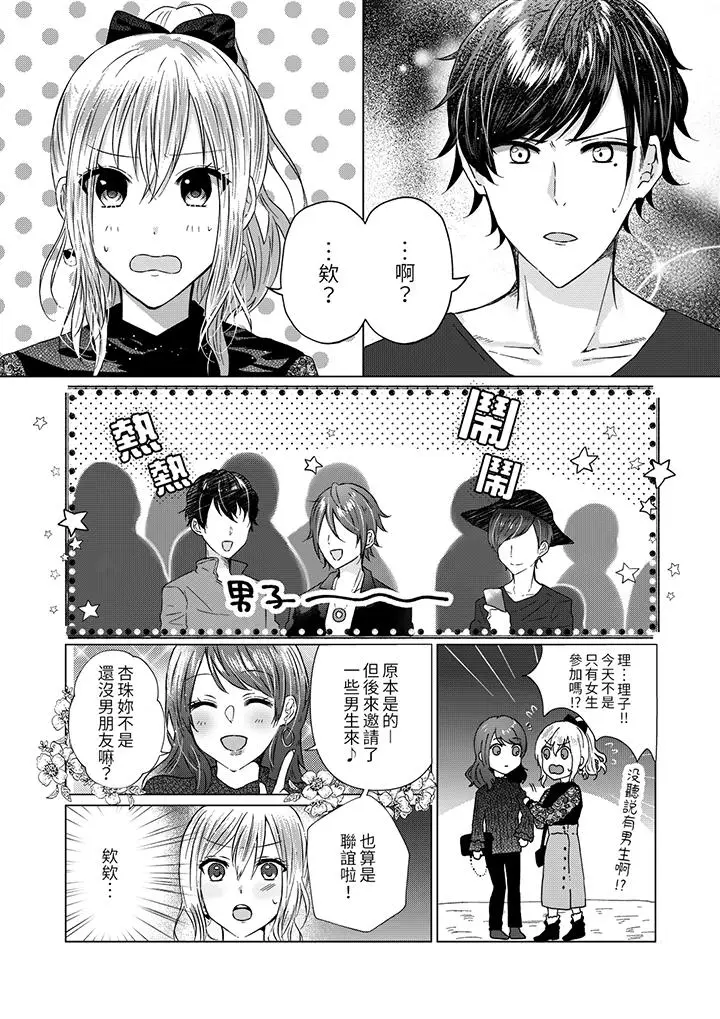 …啊?
…欸?
鬧
鬧
熱
熱
男子
理…理子!!
今天不是
只有女生
參加嗎!?
沒聽說有男生啊!?
原本是的—
但後來邀請了
一些男生來♪
杏珠妳不是
還沒男朋友嘛?
也算是
聯誼啦!
欸欸…